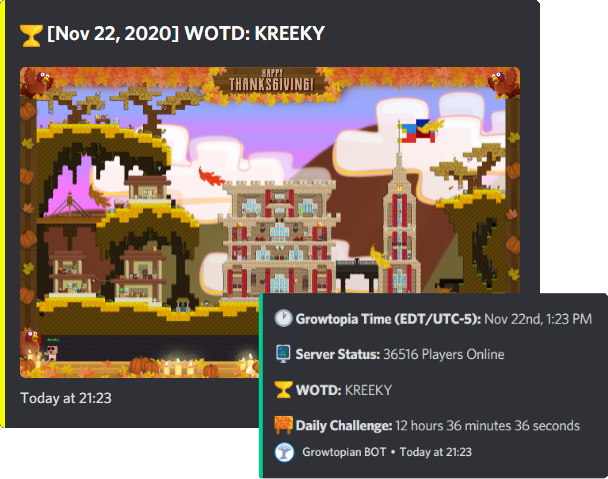 [Nov 22, 2020] WOTD: KREEKY
HAPPY
THANKSGIVING!
Today at 21:23
Growtopia Time (EDT/UTC-5): Nov 22nd, 1:23 PM
Server Status: 36516 Players Online
WOTD: KREEKY
Daily Challenge: 12 hours 36 minutes 36 seconds
Growtopian BOT • Today at 21:23